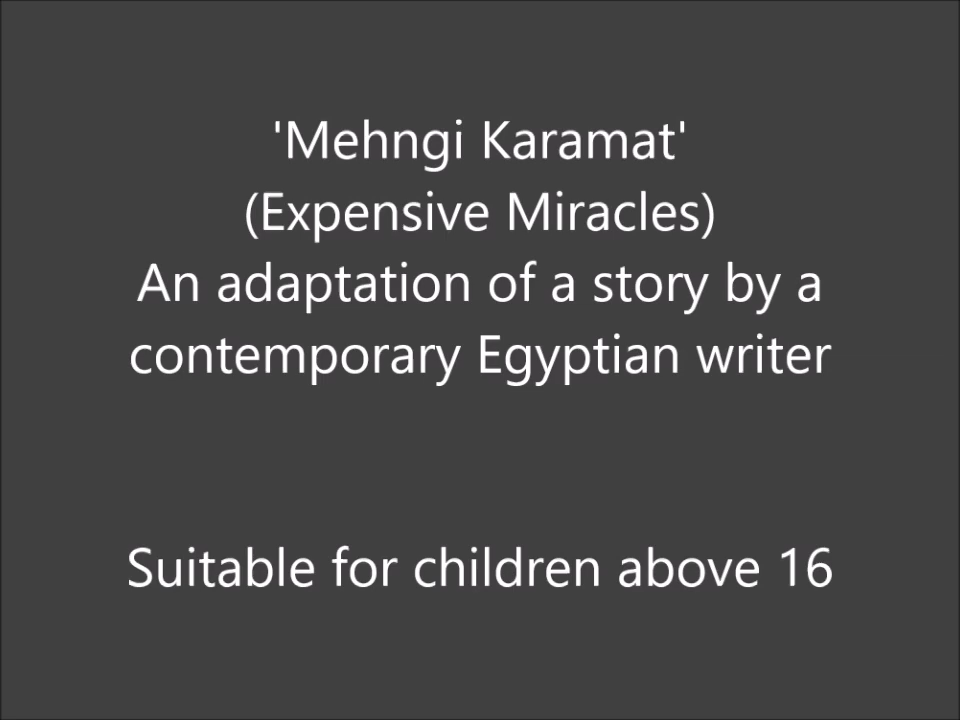 'Mehngi Karamat'
(Expensive Miracles)
An adaptation of a story by a
contemporary Egyptian writer
Suitable for children above 16